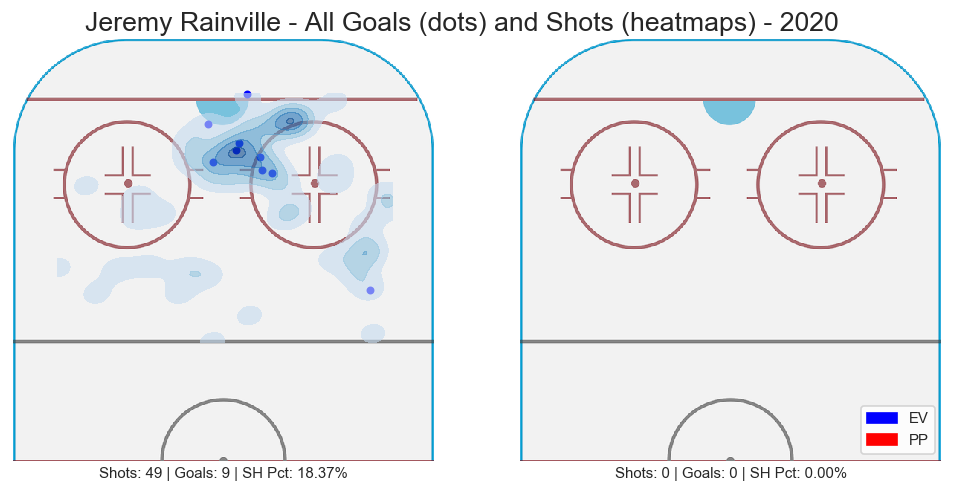 Jeremy Rainville - All Goals (dots) and Shots (heatmaps) - 2020
EV
PP
Shots: 49 | Goals: 9 | SH Pct: 18.37%
Shots: 0 | Goals: 0 | SH Pct: 0.00%